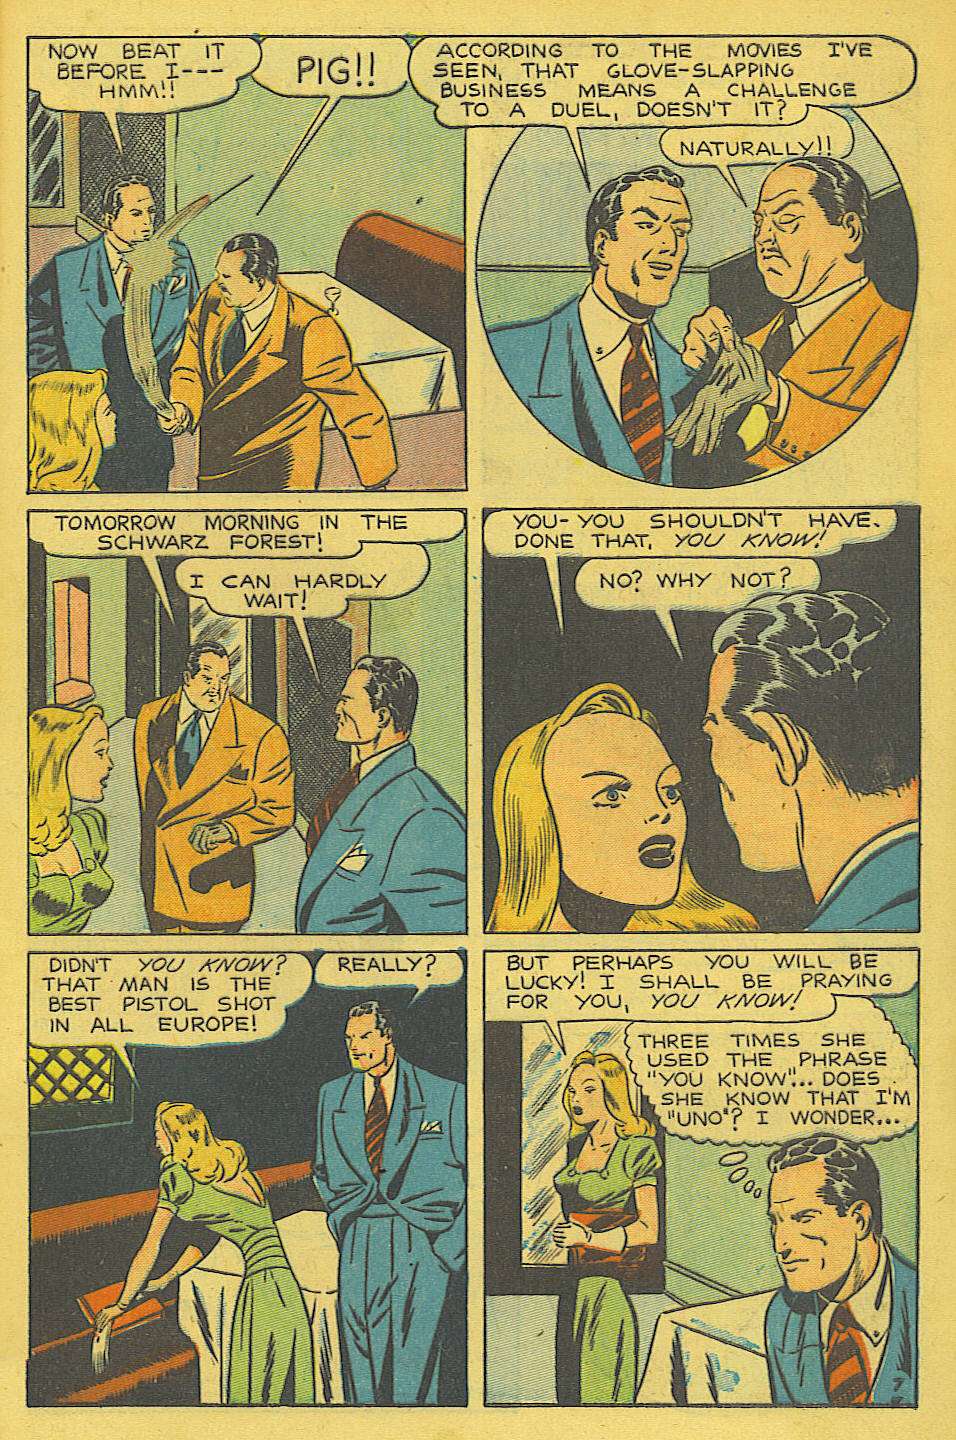 NOW BEAT IT
BEFORE I---
HMM!!
PIG!!
ACCORDING TO THE MOVIES I'VE
SEEN, THAT GLOVE-SLAPPING
BUSINESS MEANS A CHALLENGE
TO A DUEL, DOESN'T IT?
NATURALLY!!
TOMORROW MORNING IN THE
SCHWARZ FOREST!
I CAN HARDLY
WAIT!
YOU-YOU SHOULDN'T HAVE
DONE THAT, YOU KNOW!
NO? WHY NOT?
DIDN'T YOU KNOW?
THAT MAN IS THE
BEST PISTOL SHOT
IN ALL EUROPE!
REALLY?
BUT PERHAPS YOU WILL BE
LUCKY! I SHALL BE PRAYING
FOR YOU, YOU KNOW!
THREE TIMES SHE
USED THE PHRASE
"YOU KNOW"... DOES
SHE KNOW THAT I'M
"UNO"? I WONDER...
7